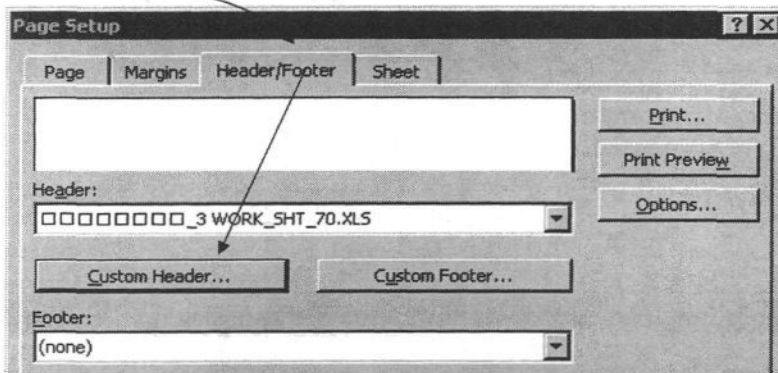 Page Setup
Page Margins Header/Footer Sheet
Print...
Print Preview
Header:
Options...
□□□□□□□□_3 WORK_SHT_70.XLS
Custom Header... Custom Footer...
Footer:
(none)